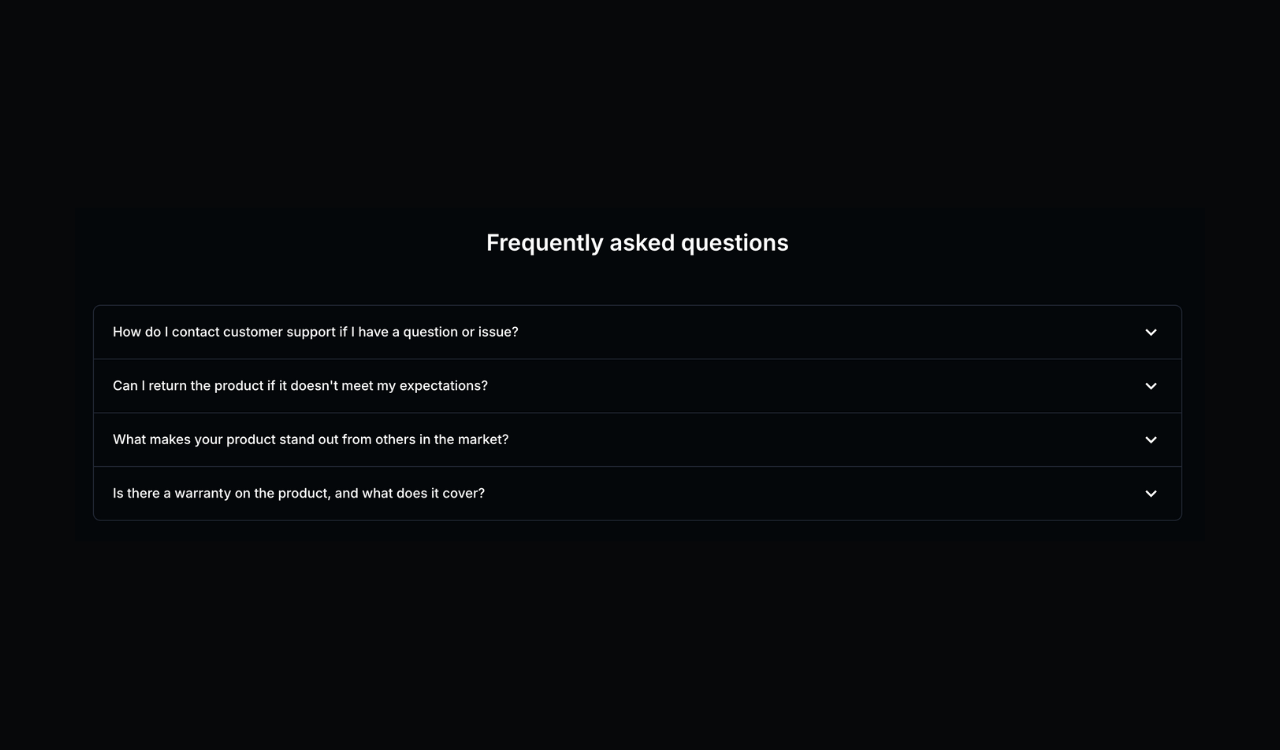 Frequently asked questions
How do I contact customer support if I have a question or issue?
Can I return the product if it doesn't meet my expectations?
What makes your product stand out from others in the market?
Is there a warranty on the product, and what does it cover?